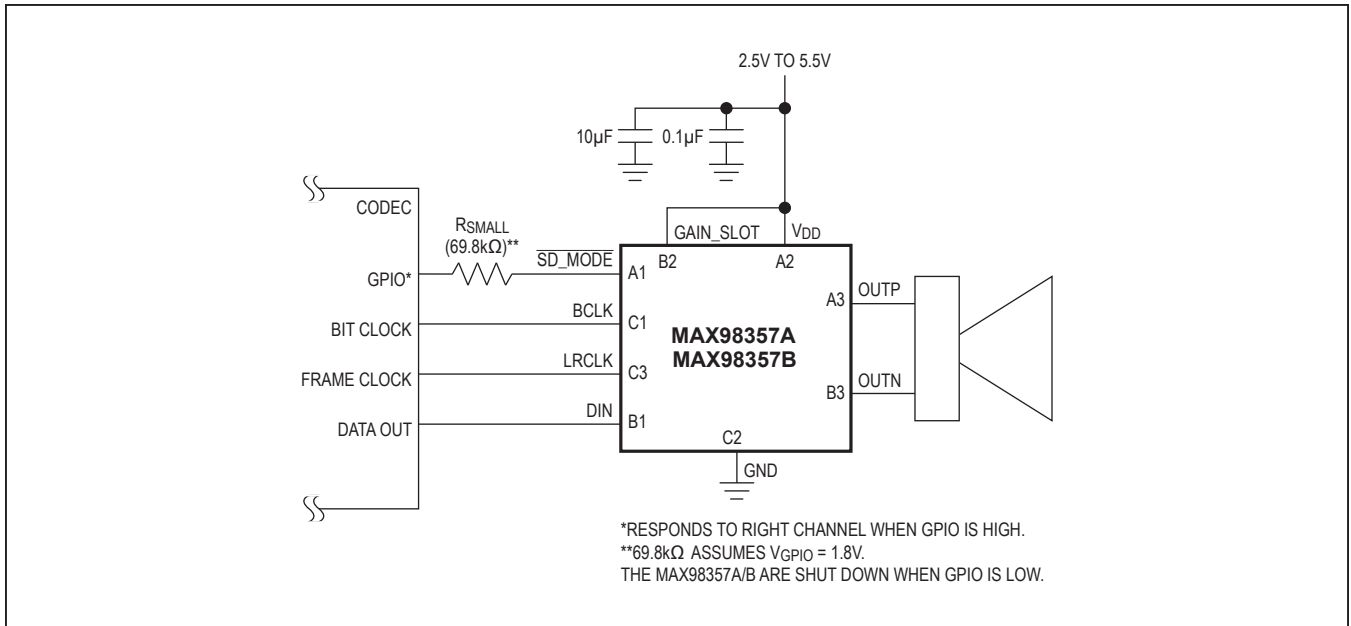 2.5V TO 5.5V
10µF
0.1µF
CODEC
RSMALL
(69.8kΩ)**
SD_MODE
GAIN_SLOT
VDD
B2
A2
GPIO*
A1
A3
OUTP
BIT CLOCK
BCLK
C1
MAX98357A
MAX98357B
FRAME CLOCK
LRCLK
C3
B3
OUTN
DATA OUT
DIN
B1
C2
GND
*RESPONDS TO RIGHT CHANNEL WHEN GPIO IS HIGH.
**69.8kΩ ASSUMES VGPIO = 1.8V.
THE MAX98357A/B ARE SHUT DOWN WHEN GPIO IS LOW.